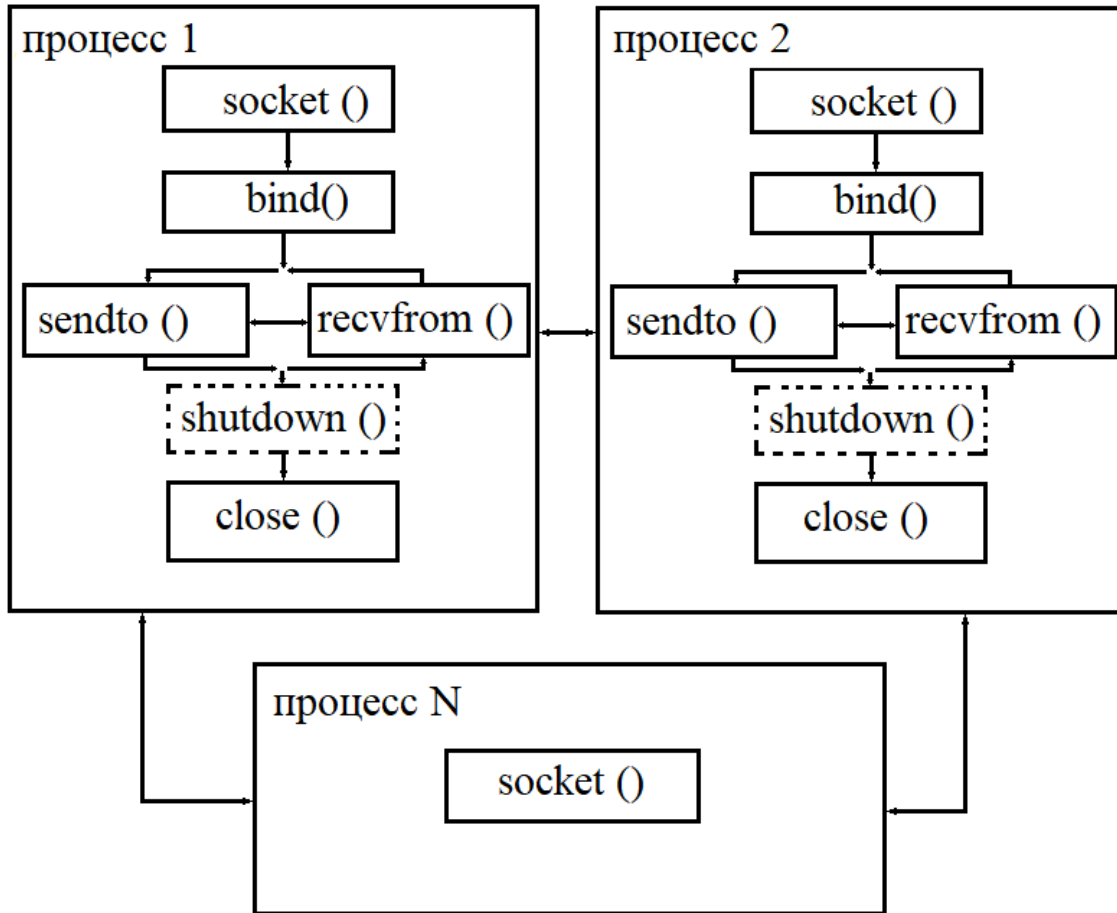 процесс 1
socket ()
bind()
sendto ()
recvfrom ()
shutdown ()
close ()
процесс 2
socket ()
bind()
sendto ()
recvfrom ()
shutdown ()
close ()
процесс N
socket ()